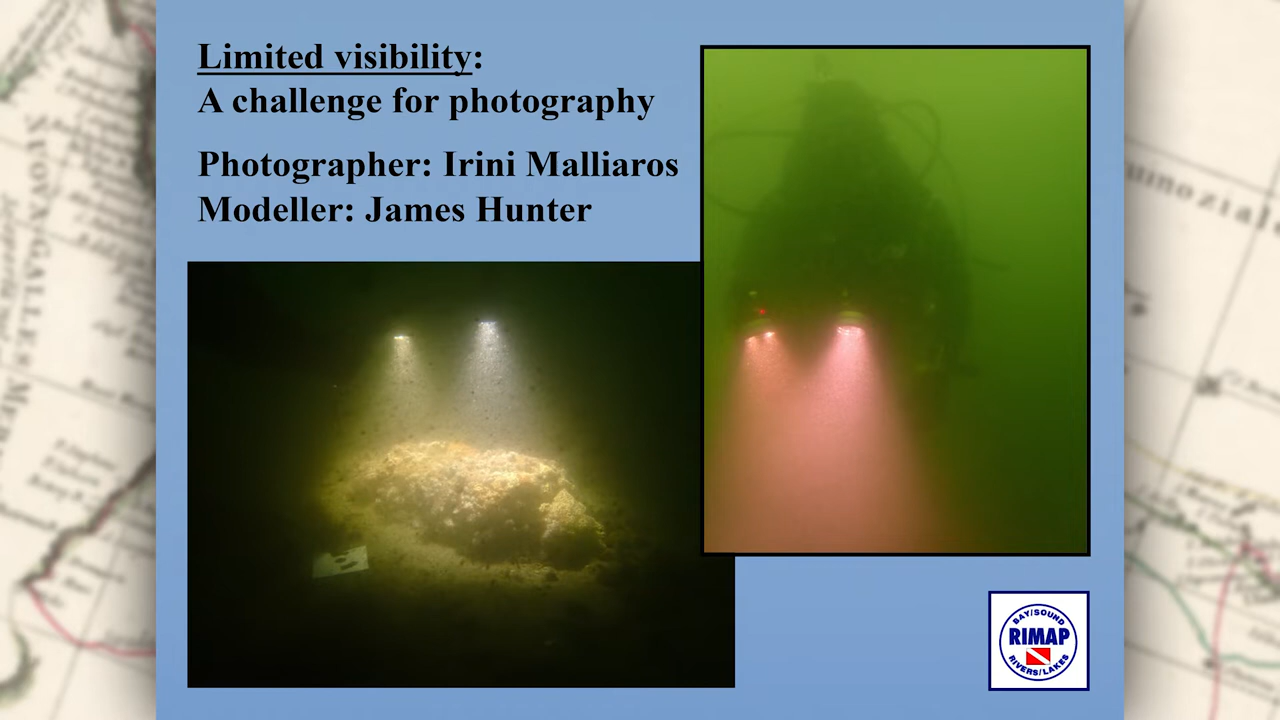 Limited visibility:
A challenge for photography
Photographer: Irini Malliaros
Modeller: James Hunter
BAY/SOUND
RIMAP
RIVERS/LAKES